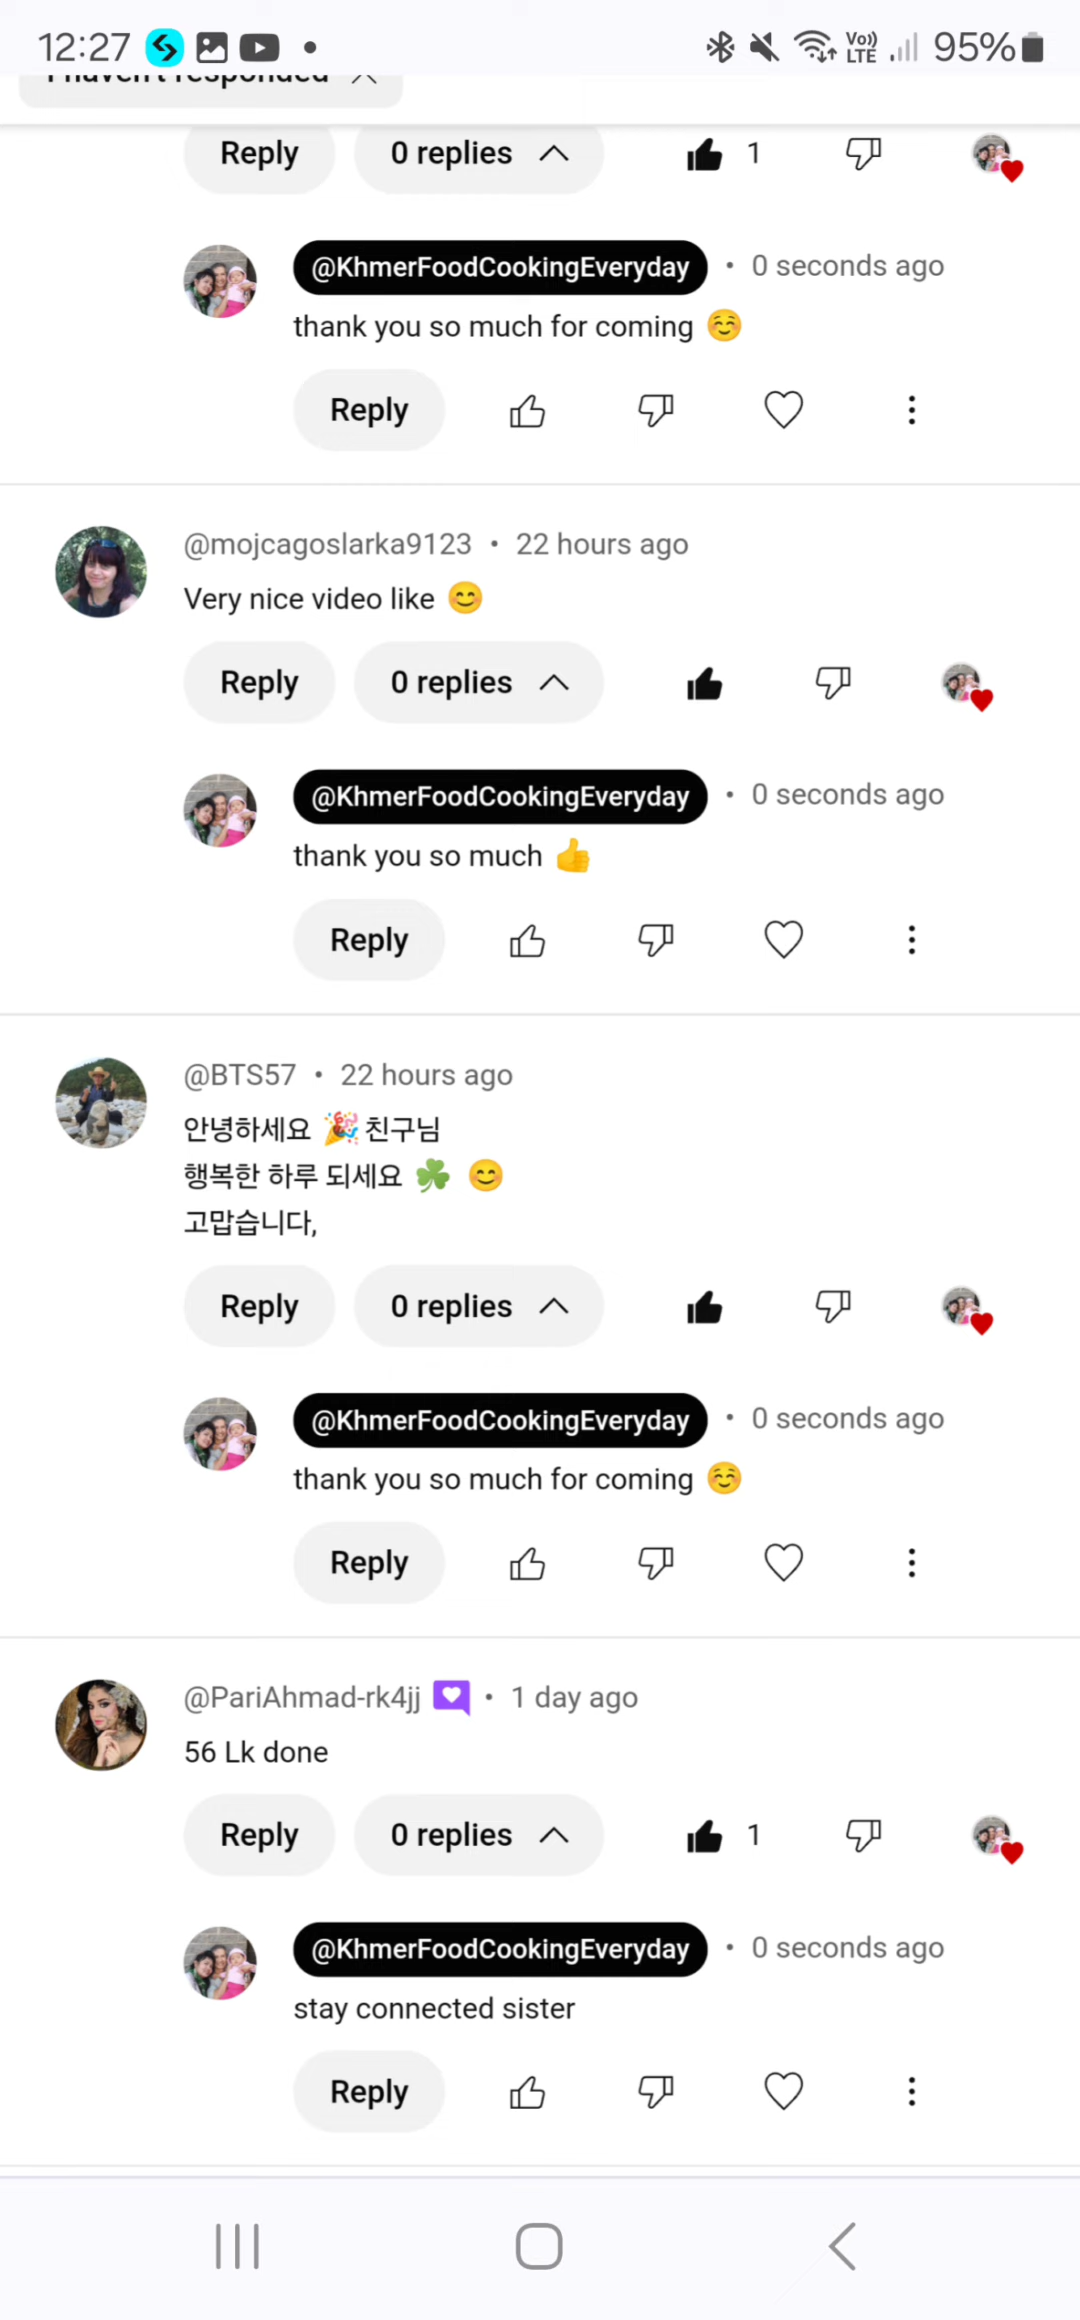 12:27 Vo)) LTE 95%
I haven't responded
Reply 0 replies 1
@KhmerFoodCookingEveryday • 0 seconds ago
thank you so much for coming ☺️
Reply
@mojcagoslarka9123 • 22 hours ago
Very nice video like 😊
Reply 0 replies
@KhmerFoodCookingEveryday • 0 seconds ago
thank you so much 👍
Reply
@BTS57 • 22 hours ago
안녕하세요 🎉 친구님
행복한 하루 되세요 ☘️ 😊
고맙습니다,
Reply 0 replies
@KhmerFoodCookingEveryday • 0 seconds ago
thank you so much for coming ☺️
Reply
@PariAhmad-rk4jj • 1 day ago
56 Lk done
Reply 0 replies 1
@KhmerFoodCookingEveryday • 0 seconds ago
stay connected sister
Reply